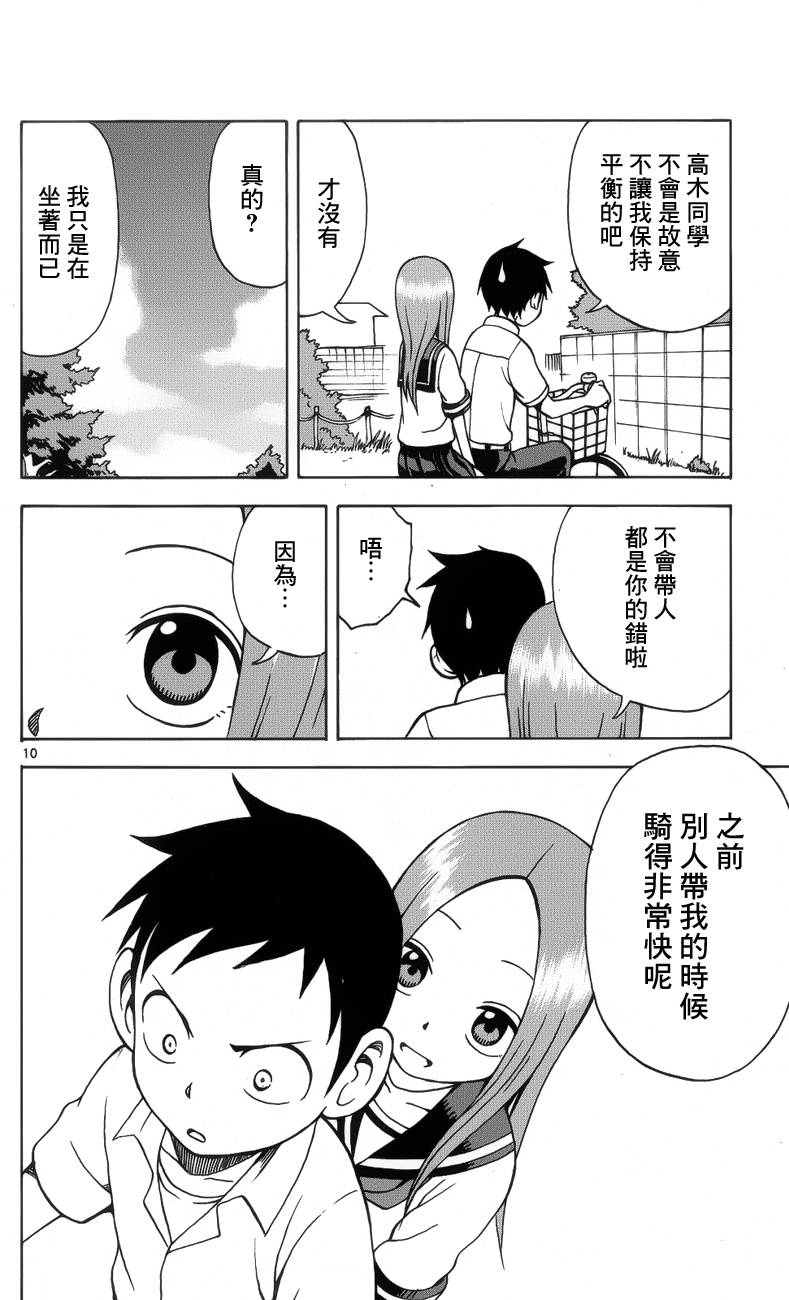 高木同學
不會是故意
不讓我保持
平衡的吧
才沒有
真的?
我只是在
坐著而已
不會帶人
都是你的錯啦
唔…
因為…
10
之前
別人帶我的時候
騎得非常快呢